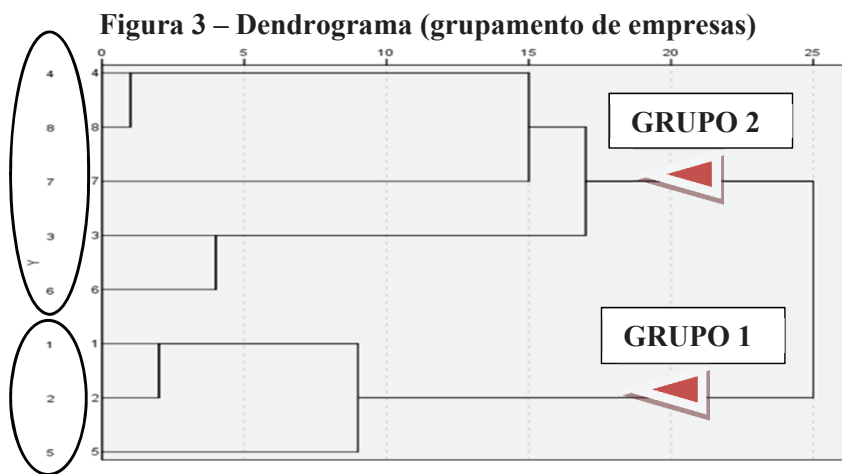 Figura 3 – Dendrograma (grupamento de empresas)
0 5 10 15 20 25
4 4
8 8
GRUPO 2
7 7
3 3
Y
6 6
1 1
GRUPO 1
2 2
5 5